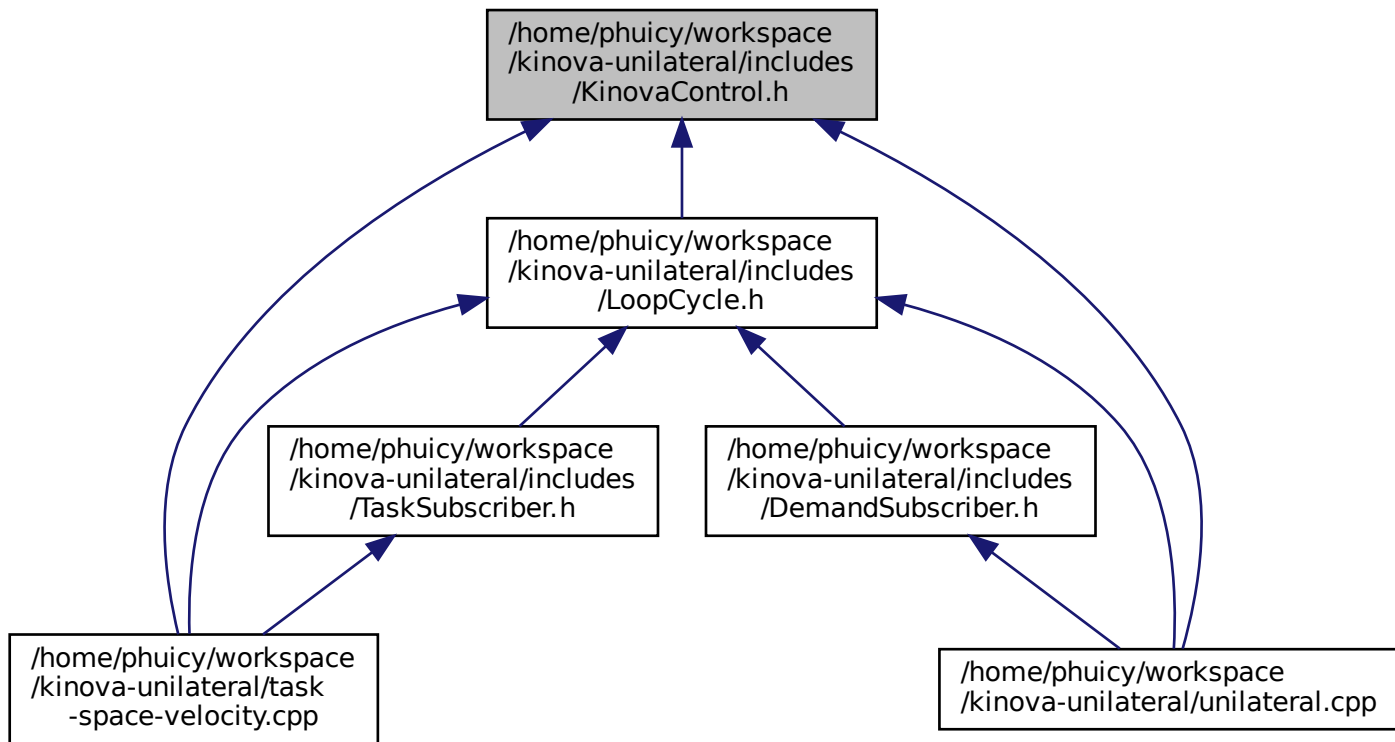 /home/phuicy/workspace
/kinova-unilateral/includes
/KinovaControl.h
/home/phuicy/workspace
/kinova-unilateral/includes
/LoopCycle.h
/home/phuicy/workspace
/kinova-unilateral/includes
/TaskSubscriber.h
/home/phuicy/workspace
/kinova-unilateral/includes
/DemandSubscriber.h
/home/phuicy/workspace
/kinova-unilateral/task
-space-velocity.cpp
/home/phuicy/workspace
/kinova-unilateral/unilateral.cpp